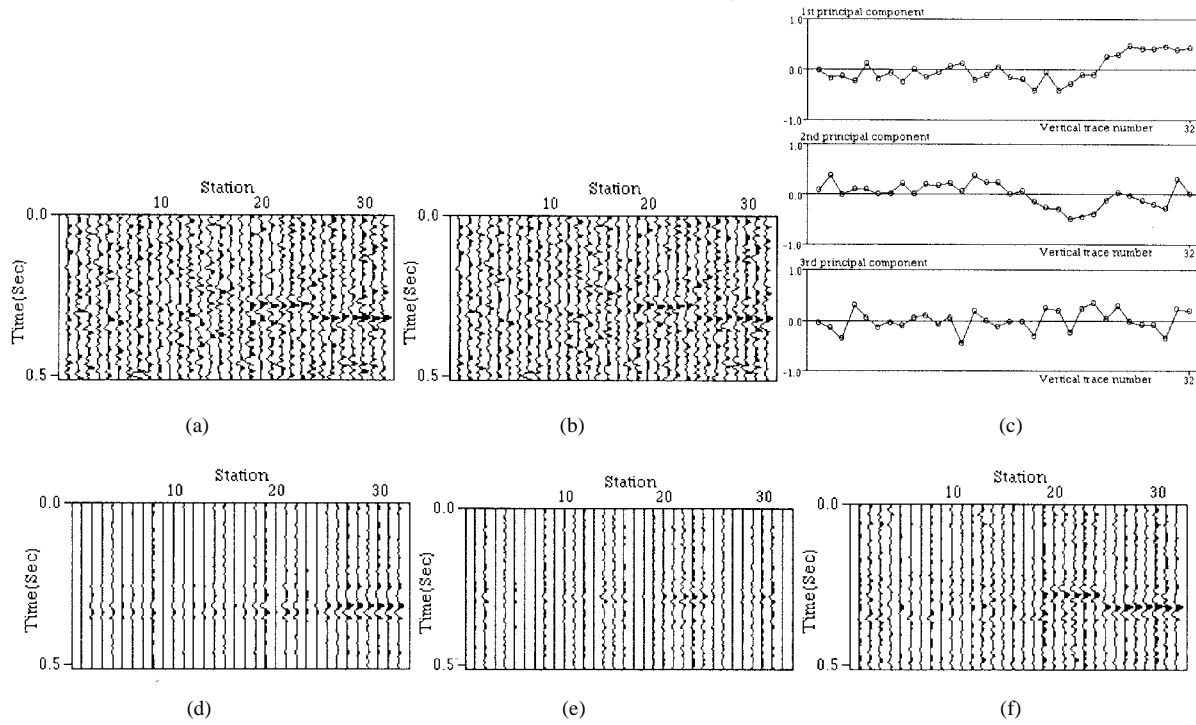 1st principal component
1.0
0.0
-1.0
Vertical trace number 32
2nd principal component
1.0
0.0
-1.0
Vertical trace number 32
3rd principal component
1.0
0.0
-1.0
Vertical trace number 32
Station
10 20 30
0.0
Time(Sec)
0.5
Station
10 20 30
0.0
Time(Sec)
0.5
(a) (b) (c)
Station
10 20 30
0.0
Time(Sec)
0.5
Station
10 20 30
0.0
Time(Sec)
0.5
Station
10 20 30
0.0
Time(Sec)
0.5
(d) (e) (f)